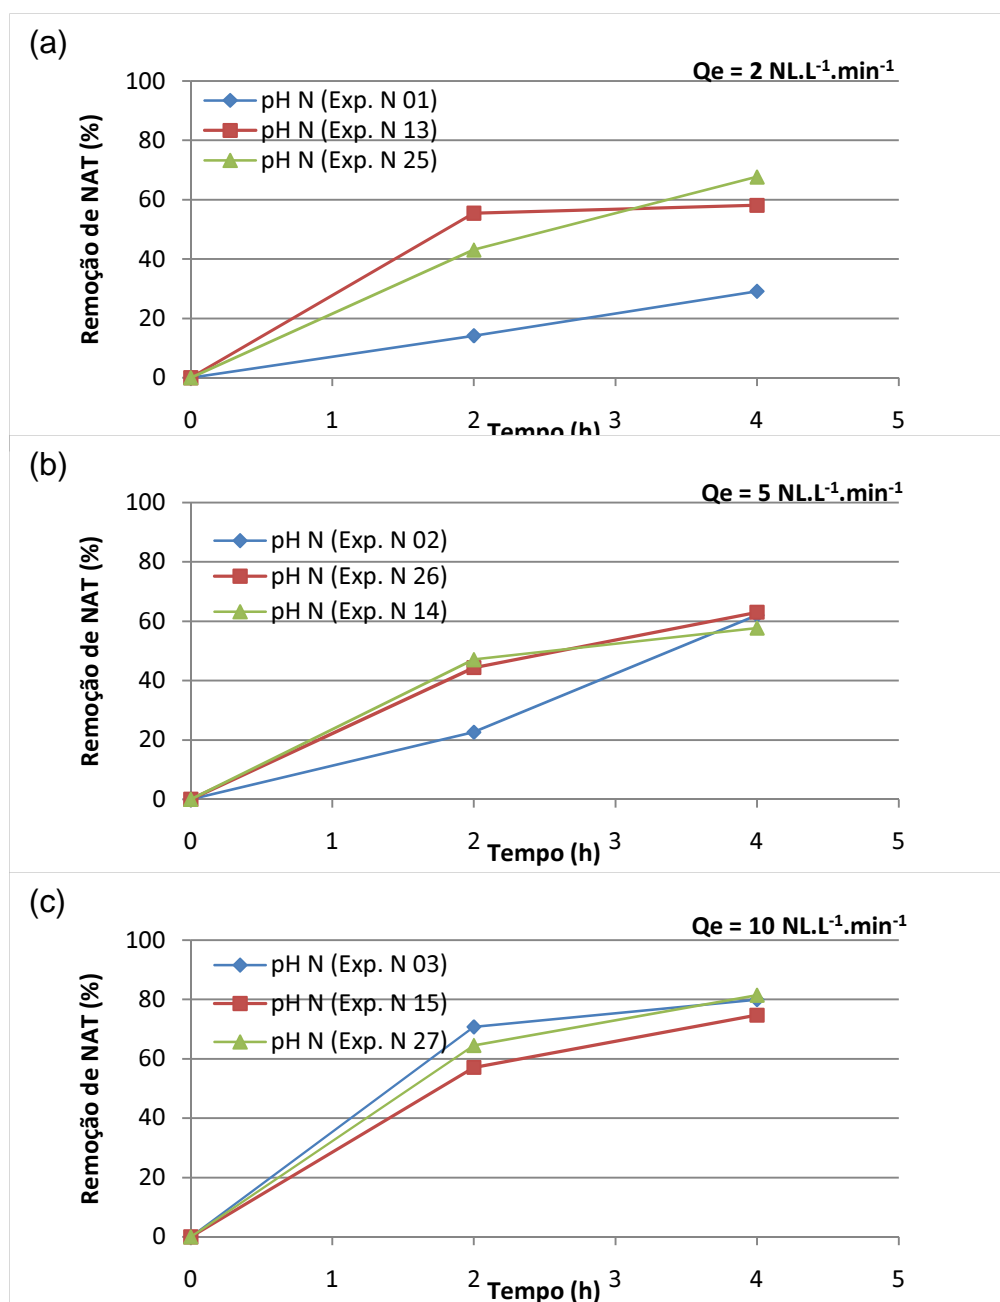 (a)
Qe = 2 NL.L⁻¹.min⁻¹
Remoção de NAT (%)
100
80
60
40
20
0
pH N (Exp. N 01)
pH N (Exp. N 13)
pH N (Exp. N 25)
0 1 2 3 4 5
Tempo (h)
(b)
Qe = 5 NL.L⁻¹.min⁻¹
Remoção de NAT (%)
100
80
60
40
20
0
pH N (Exp. N 02)
pH N (Exp. N 26)
pH N (Exp. N 14)
0 1 2 3 4 5
Tempo (h)
(c)
Qe = 10 NL.L⁻¹.min⁻¹
Remoção de NAT (%)
100
80
60
40
20
0
pH N (Exp. N 03)
pH N (Exp. N 15)
pH N (Exp. N 27)
0 1 2 3 4 5
Tempo (h)